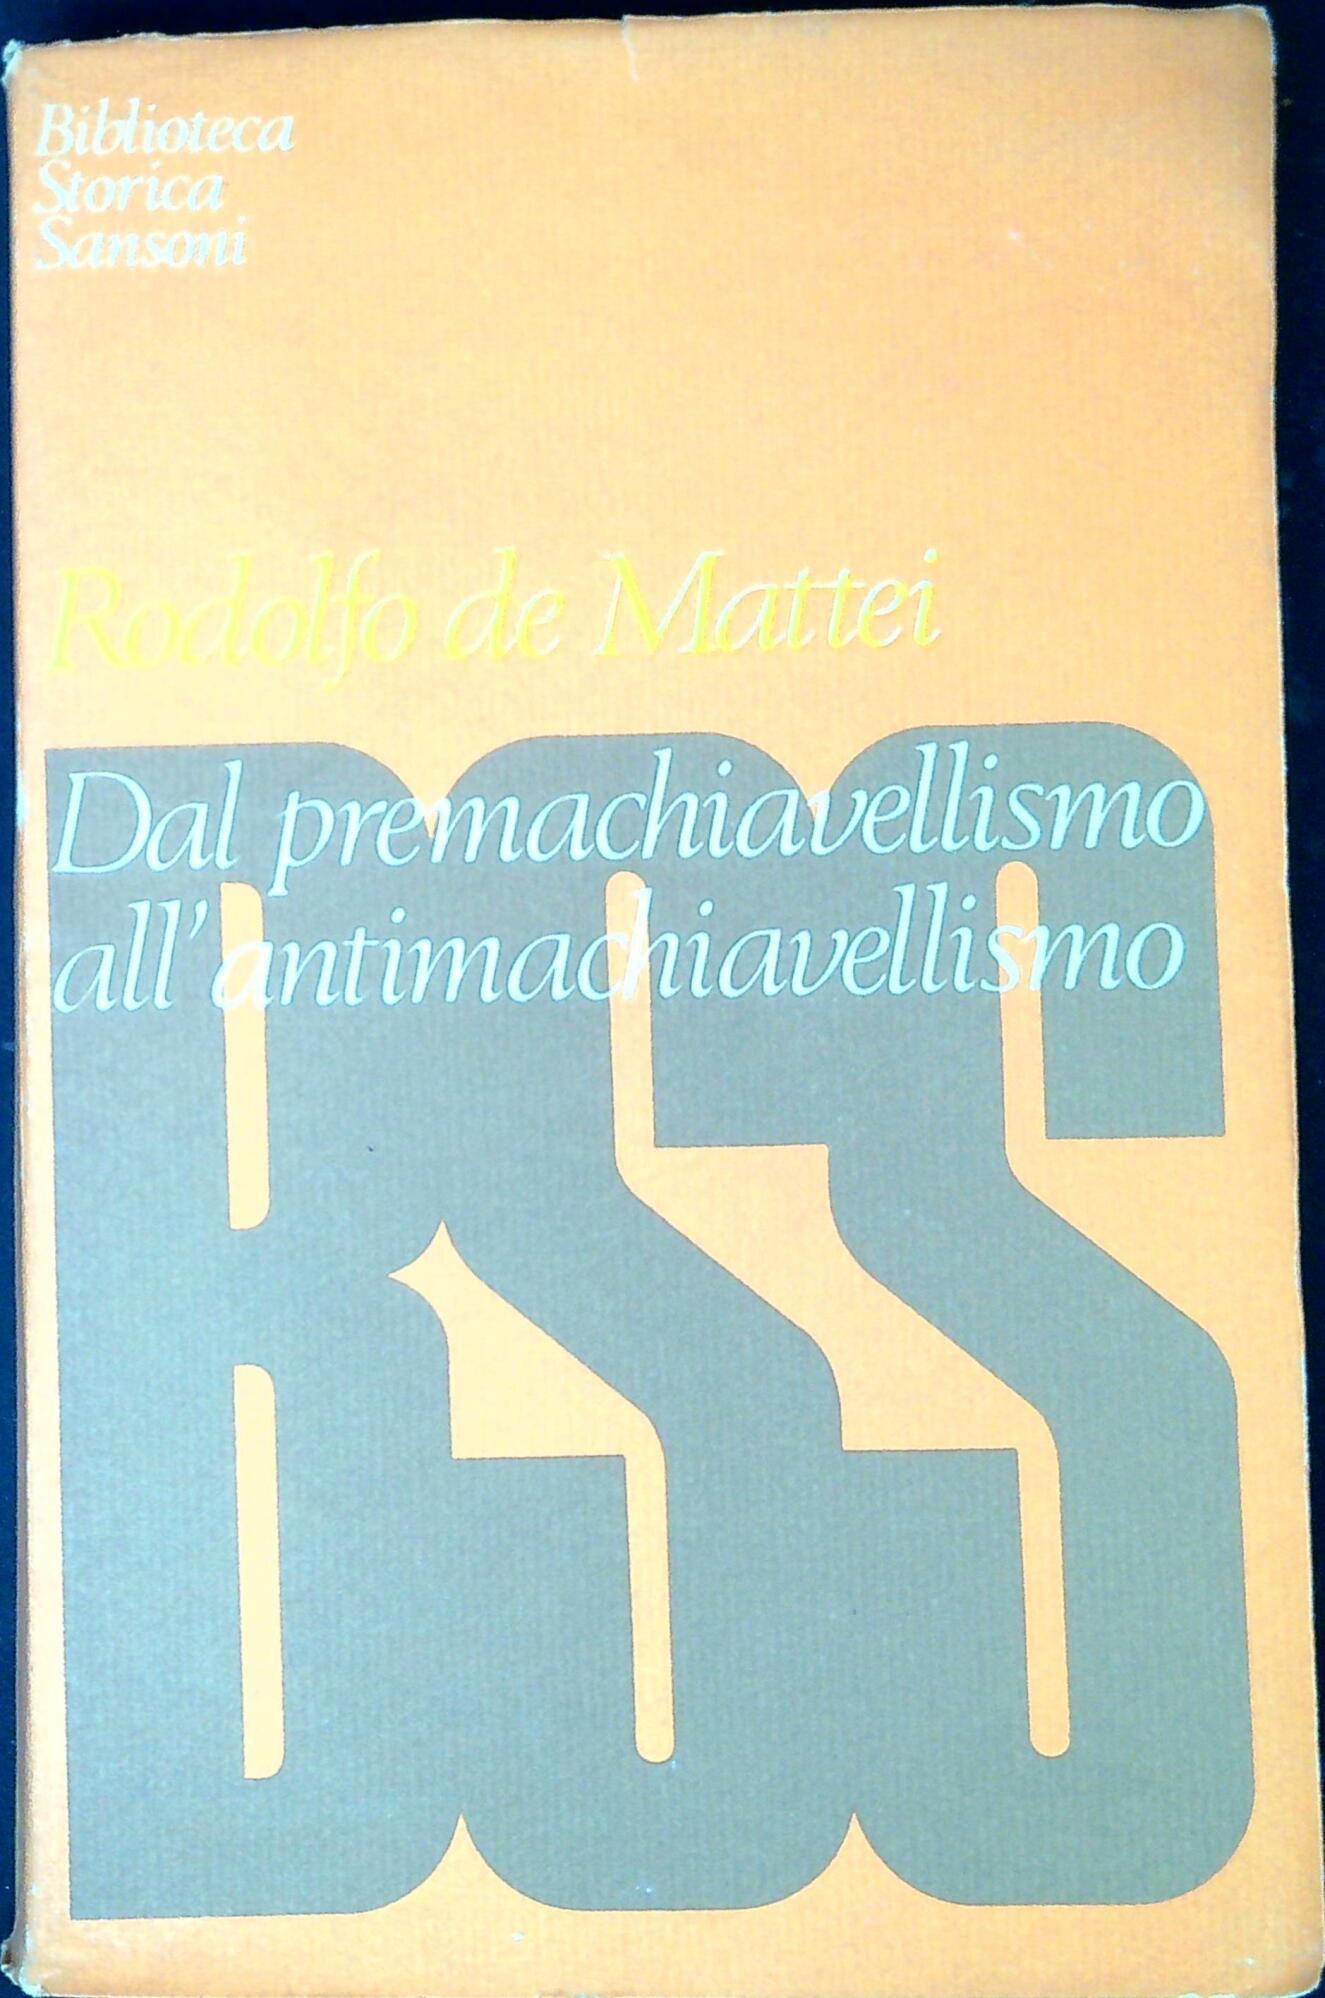 Biblioteca
Storica
Sansoni
Rodolfo de Mattei
Dal premachiavellismo
all'antimachiavellismo
BSS